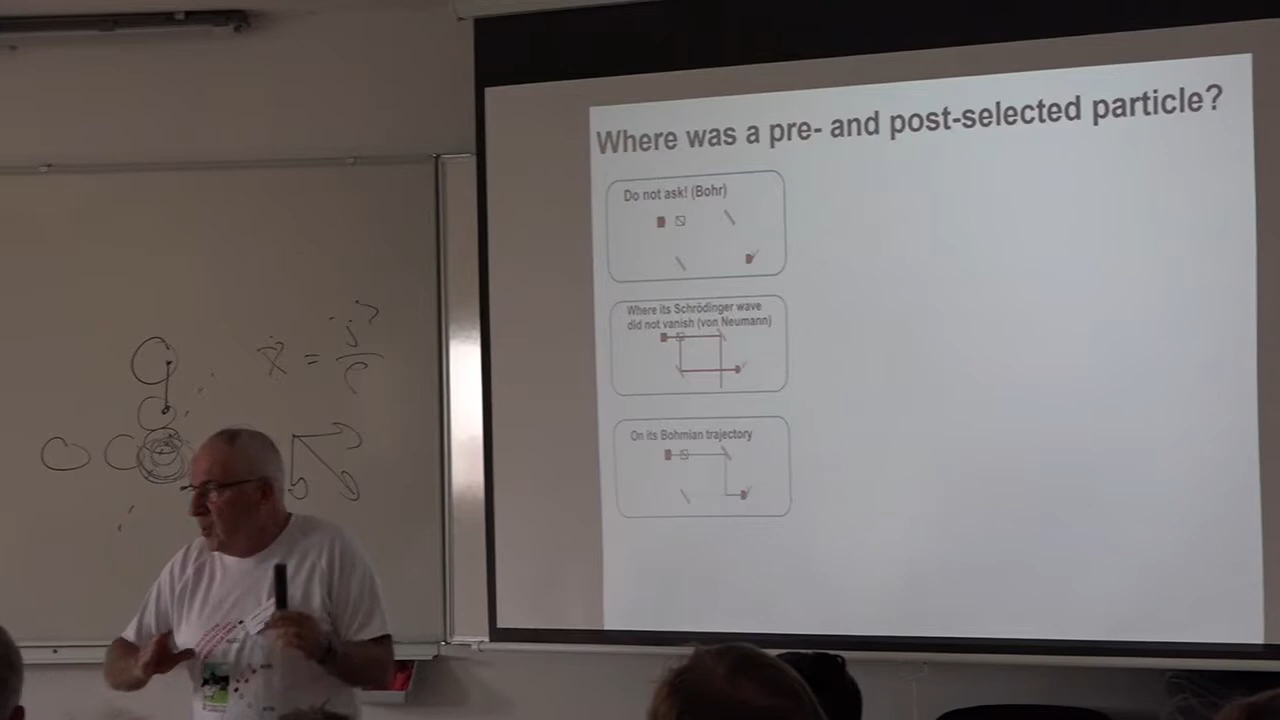 Where was a pre- and post-selected particle?
Do not ask! (Bohr)
Where its Schrödinger wave
did not vanish (von Neumann)
On its Bohmian trajectory